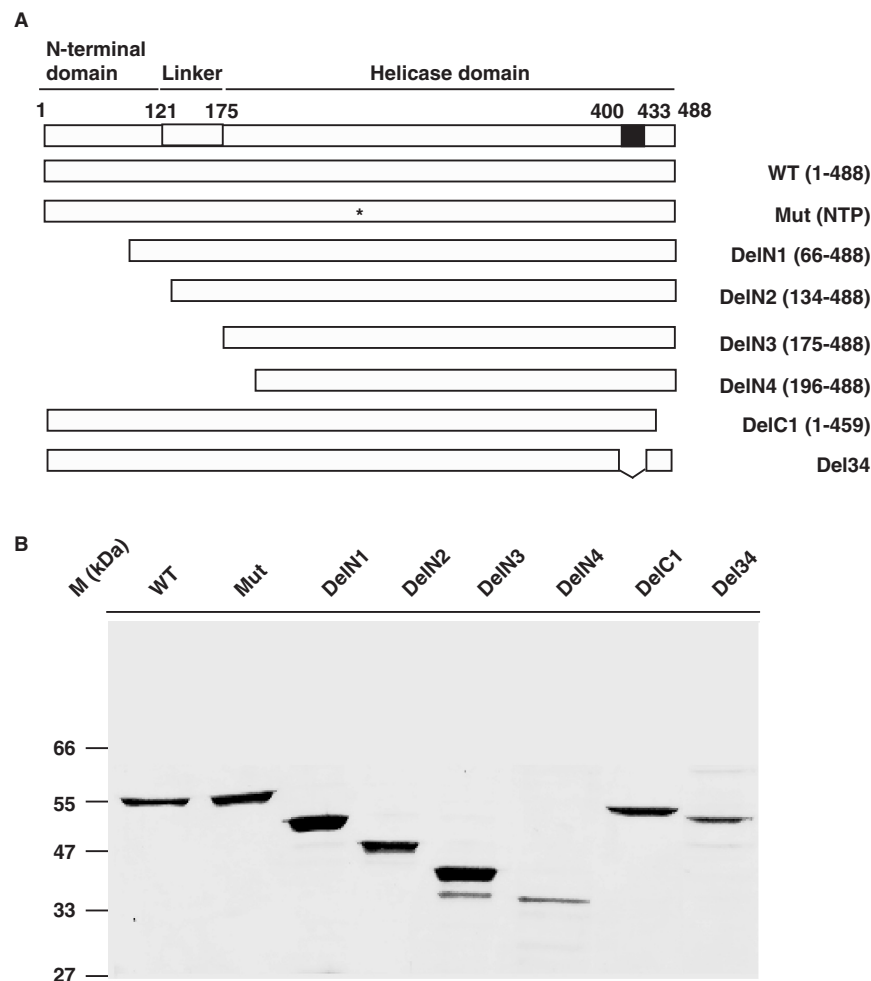 A
N-terminal
domain Linker Helicase domain
1 121 175 400 433 488
WT (1-488)
*
Mut (NTP)
DelN1 (66-488)
DelN2 (134-488)
DelN3 (175-488)
DelN4 (196-488)
DelC1 (1-459)
Del34
B
M (kDa) WT Mut DelN1 DelN2 DelN3 DelN4 DelC1 Del34
66
55
47
33
27